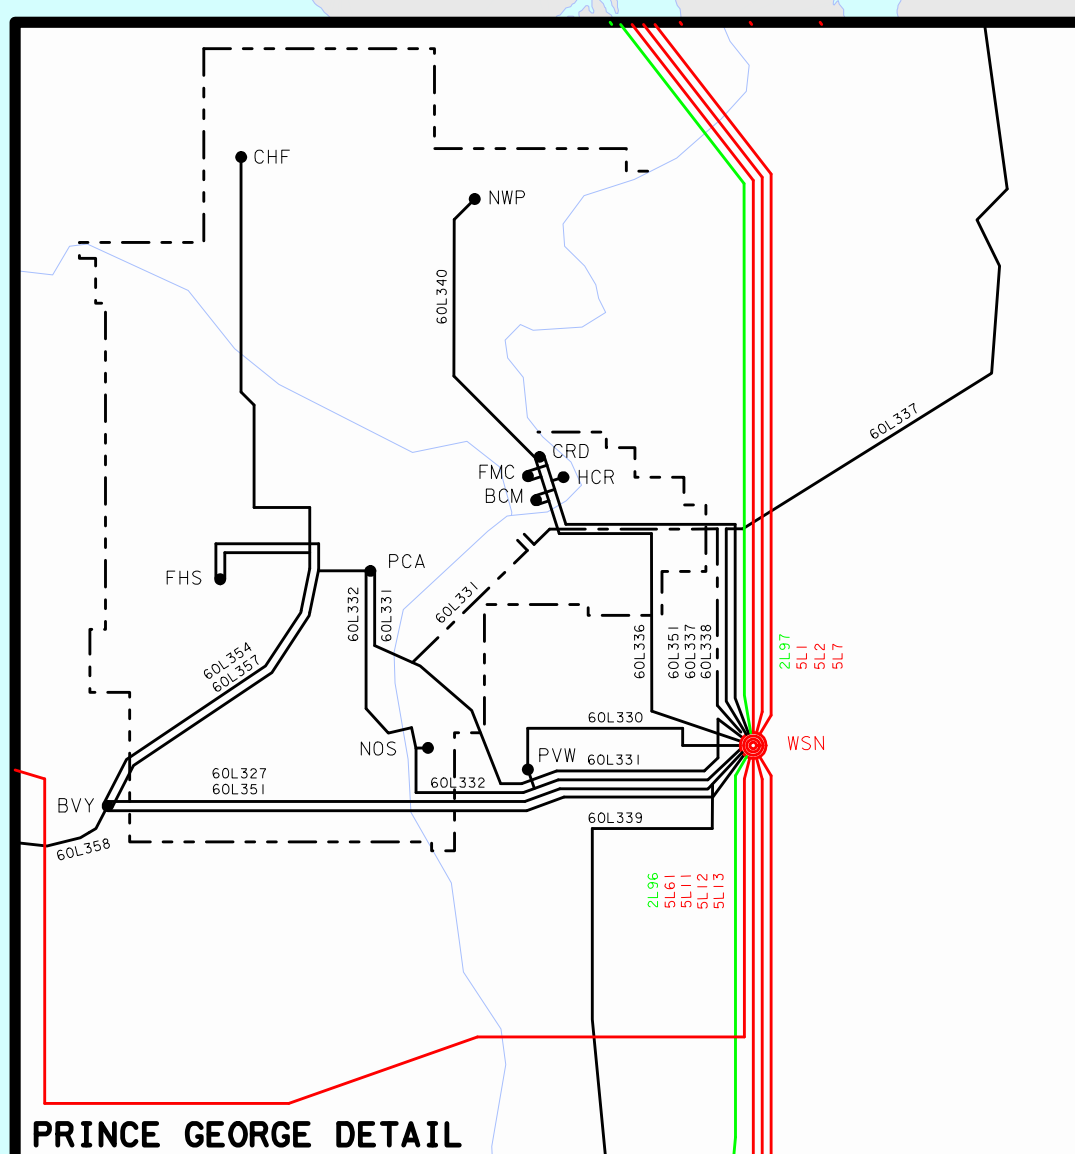 CHF
NWP
60L340
60L337
CRD
FMC
HCR
BCM
PCA
FHS
60L332
60L331
60L331
60L354
60L357
60L336
60L351
60L337
60L338
2L97
5L1
5L2
5L7
60L330
NOS
PVW
60L331
WSN
60L327
60L351
60L332
BVY
60L339
60L358
2L96
5L61
5L11
5L12
5L13
PRINCE GEORGE DETAIL